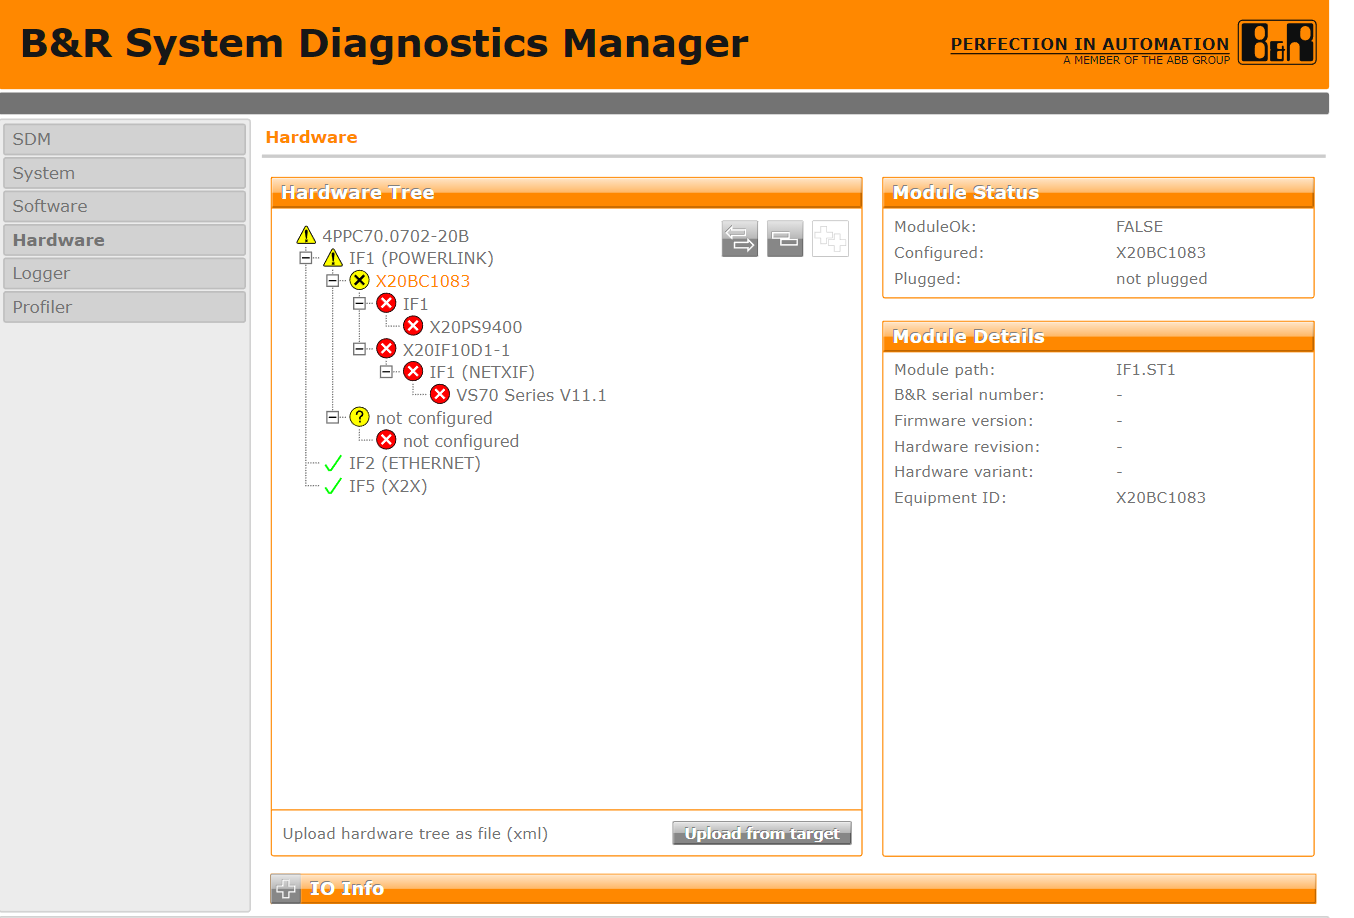 B&R System Diagnostics Manager
PERFECTION IN AUTOMATION
A MEMBER OF THE ABB GROUP
B&R
SDM
System
Software
Hardware
Logger
Profiler
Hardware
Hardware Tree
4PPC70.0702-20B
IF1 (POWERLINK)
X20BC1083
IF1
X20PS9400
X20IF10D1-1
IF1 (NETXIF)
VS70 Series V11.1
? not configured
not configured
IF2 (ETHERNET)
IF5 (X2X)
Upload hardware tree as file (xml) Upload from target
Module Status
ModuleOk: FALSE
Configured: X20BC1083
Plugged: not plugged
Module Details
Module path: IF1.ST1
B&R serial number: -
Firmware version: -
Hardware revision: -
Hardware variant: -
Equipment ID: X20BC1083
IO Info